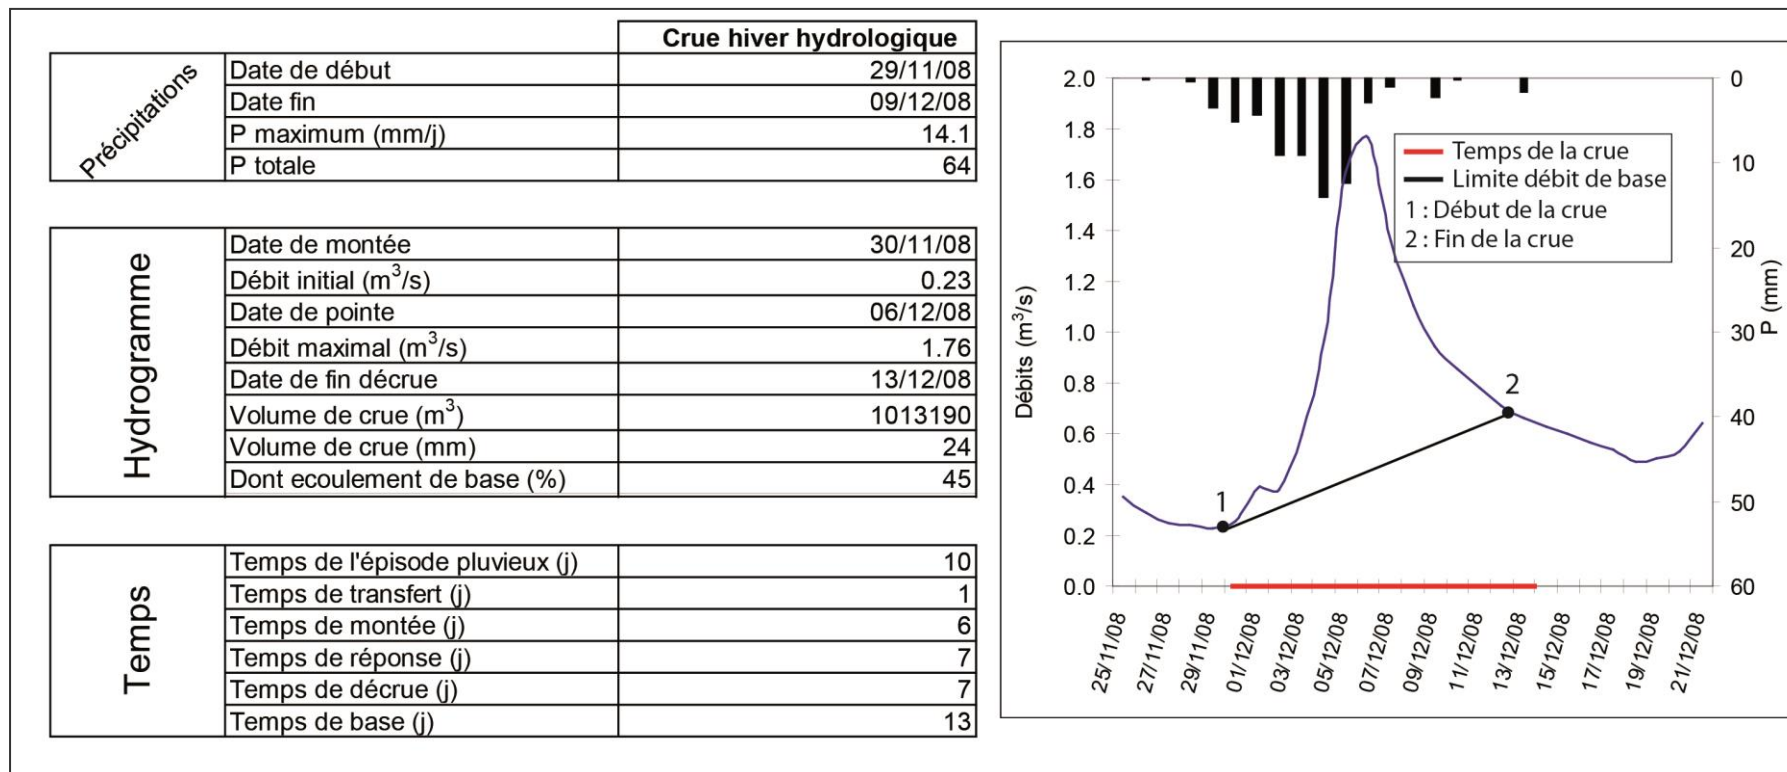 Crue hiver hydrologique
Précipitations
Date de début 29/11/08
Date fin 09/12/08
P maximum (mm/j) 14.1
P totale 64
Hydrogramme
Date de montée 30/11/08
Débit initial (m³/s) 0.23
Date de pointe 06/12/08
Débit maximal (m³/s) 1.76
Date de fin décrue 13/12/08
Volume de crue (m³) 1013190
Volume de crue (mm) 24
Dont ecoulement de base (%) 45
Temps
Temps de l'épisode pluvieux (j) 10
Temps de transfert (j) 1
Temps de montée (j) 6
Temps de réponse (j) 7
Temps de décrue (j) 7
Temps de base (j) 13
Débits (m³/s)
2.0
1.8
1.6
1.4
1.2
1.0
0.8
0.6
0.4
0.2
0.0
Temps de la crue
Limite débit de base
1 : Début de la crue
2 : Fin de la crue
1
2
P (mm)
0
10
20
30
40
50
60
25/11/08
27/11/08
29/11/08
01/12/08
03/12/08
05/12/08
07/12/08
09/12/08
11/12/08
13/12/08
15/12/08
17/12/08
19/12/08
21/12/08